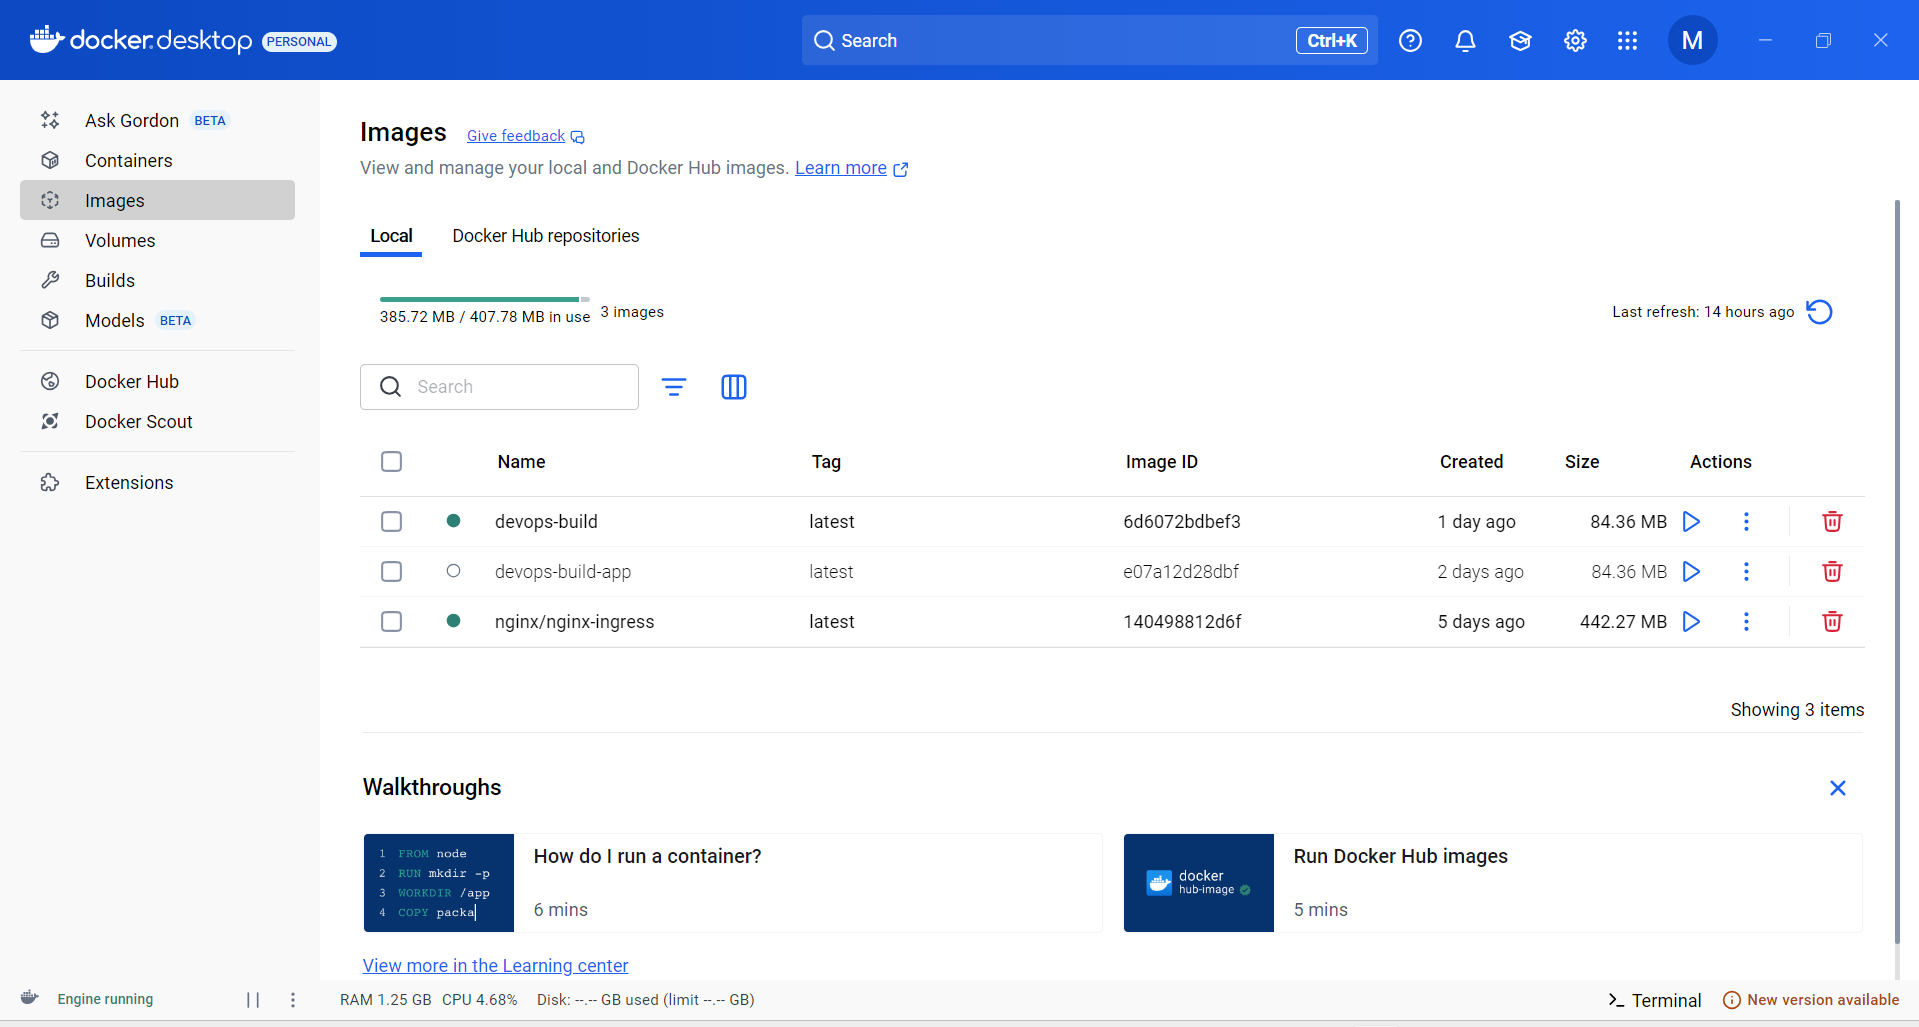 docker.desktop PERSONAL
Search Ctrl+K
M
Ask Gordon BETA
Containers
Images
Volumes
Builds
Models BETA
Docker Hub
Docker Scout
Extensions
Images Give feedback
View and manage your local and Docker Hub images. Learn more
Local Docker Hub repositories
385.72 MB / 407.78 MB in use 3 images
Last refresh: 14 hours ago
Search
Name Tag Image ID Created Size Actions
devops-build latest 6d6072bdbef3 1 day ago 84.36 MB
devops-build-app latest e07a12d28dbf 2 days ago 84.36 MB
nginx/nginx-ingress latest 140498812d6f 5 days ago 442.27 MB
Showing 3 items
Walkthroughs
1 FROM node
2 RUN mkdir -p
3 WORKDIR /app
4 COPY packa
How do I run a container?
6 mins
docker
hub-image
Run Docker Hub images
5 mins
View more in the Learning center
Engine running
RAM 1.25 GB CPU 4.68% Disk: --.-- GB used (limit --.-- GB)
Terminal
New version available